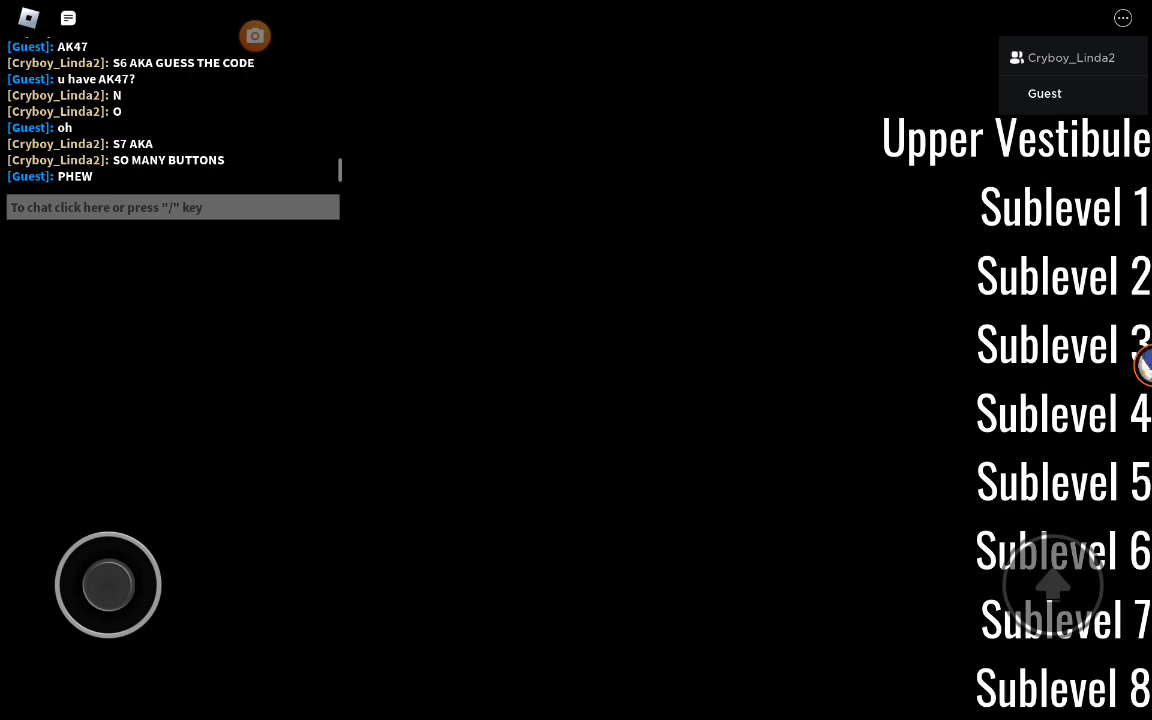 [Guest]: AK47
[Cryboy_Linda2]: S6 AKA GUESS THE CODE
[Guest]: u have AK47?
[Cryboy_Linda2]: N
[Cryboy_Linda2]: O
[Guest]: oh
[Cryboy_Linda2]: S7 AKA
[Cryboy_Linda2]: SO MANY BUTTONS
[Guest]: PHEW
To chat click here or press "/" key
Cryboy_Linda2
Guest
Upper Vestibule
Sublevel 1
Sublevel 2
Sublevel 3
Sublevel 4
Sublevel 5
Sublevel 6
Sublevel 7
Sublevel 8